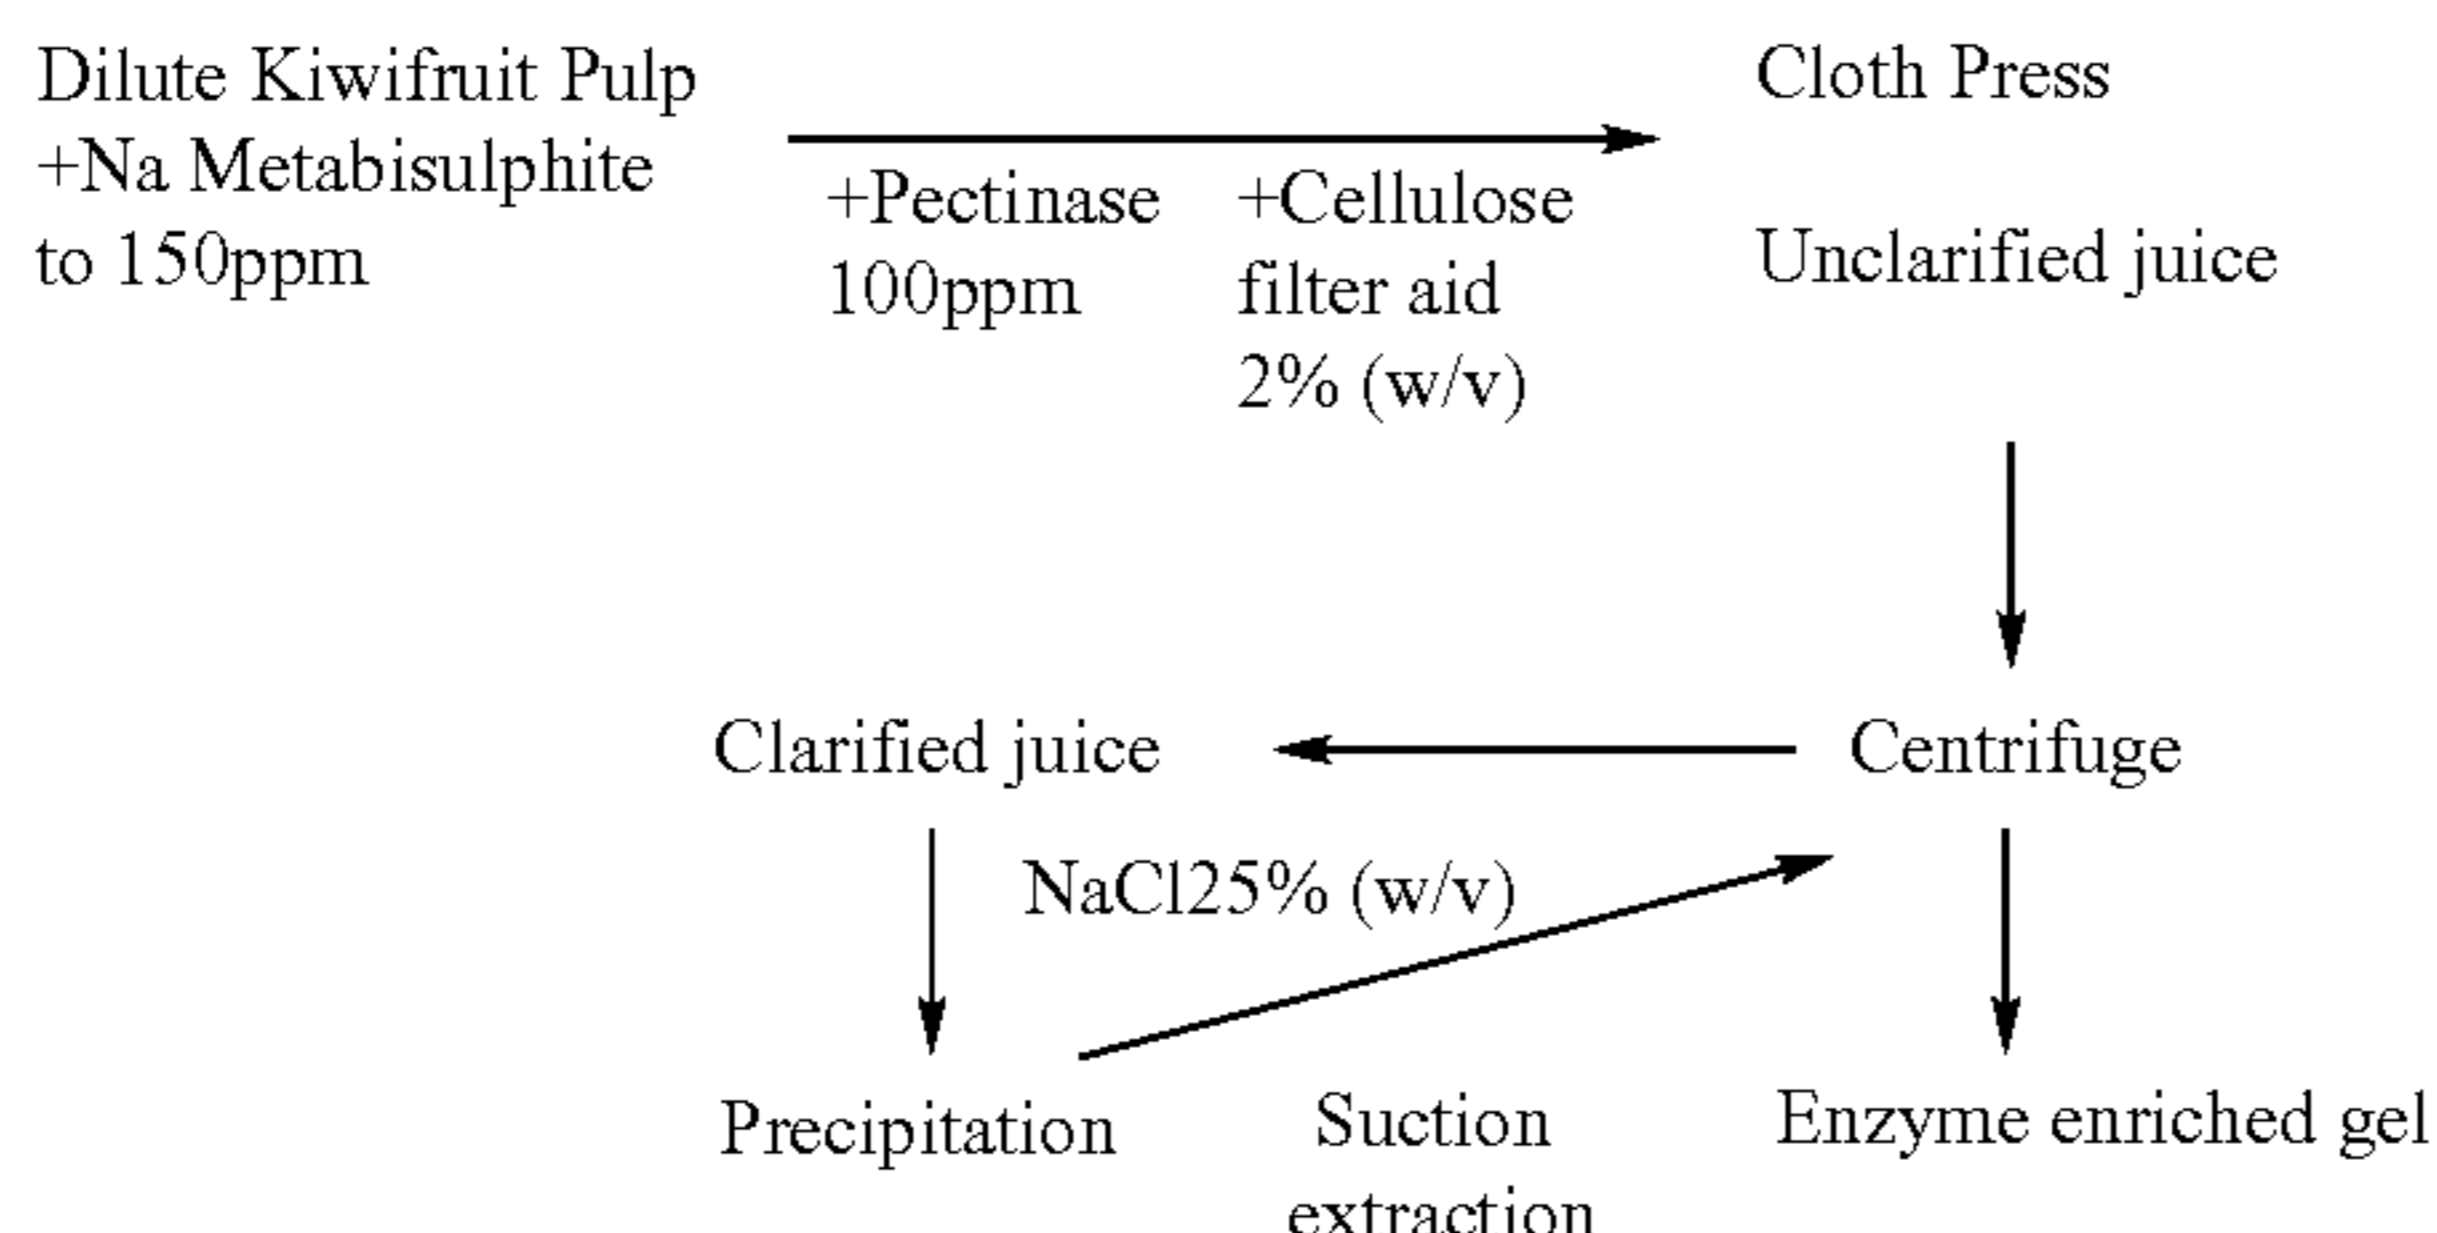 Dilute Kiwifruit Pulp
+Na Metabisulphite
to 150ppm
+Pectinase
100ppm
+Cellulose
filter aid
2% (w/v)
Cloth Press
Unclarified juice
Centrifuge
Clarified juice
NaCl25% (w/v)
Precipitation
Suction
extraction
Enzyme enriched gel